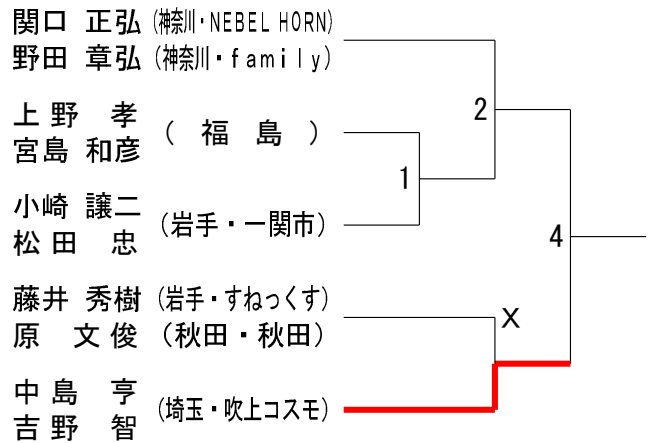 関口 正弘 (神奈川・NEBEL HORN)
野田 章弘 (神奈川・family)
2
上野 孝
宮島 和彦
(福島)
1
小崎 譲二
松田 忠
(岩手・一関市)
4
藤井 秀樹 (岩手・すねっくす)
原 文俊 (秋田・秋田)
X
中島 亨
吉野 智
(埼玉・吹上コスモ)